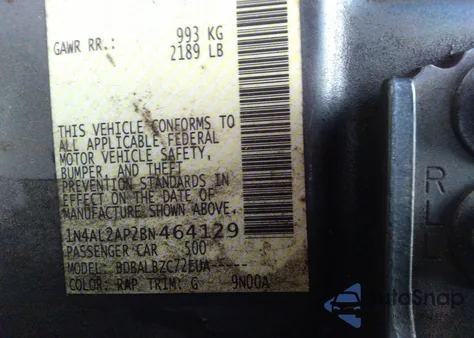 GAWR RR.: 993 KG
2189 LB
THIS VEHICLE CONFORMS TO
ALL APPLICABLE FEDERAL
MOTOR VEHICLE SAFETY,
BUMPER, AND THEFT
PREVENTION STANDARDS IN
EFFECT ON THE DATE OF
MANUFACTURE SHOWN ABOVE.
1N4AL2AP2BN464129
PASSENGER CAR 500
MODEL: BDBALBZC72EUA-----
COLOR: RAP TRIM: G 9N00A
R
L
L
AutoSnap